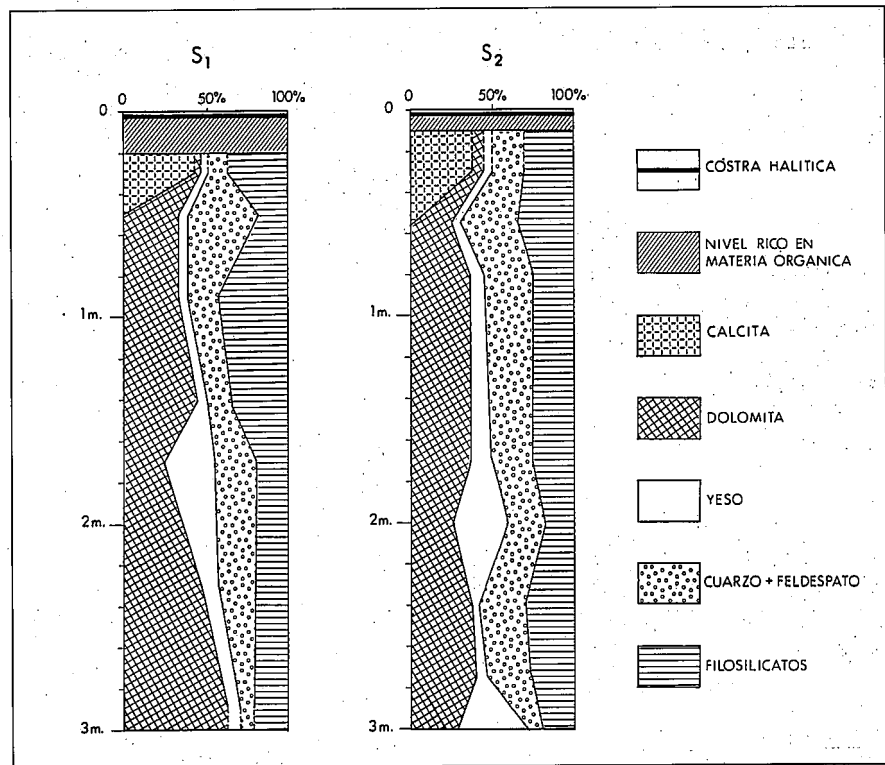 S1
S2
0 50% 100%
0 50% 100%
0
1m.
2m.
3m.
0
1m.
2m.
3m.
COSTRA HALITICA
NIVEL RICO EN
MATERIA ORGANICA
CALCITA
DOLOMITA
YESO
CUARZO + FELDESPATO
FILOSILICATOS